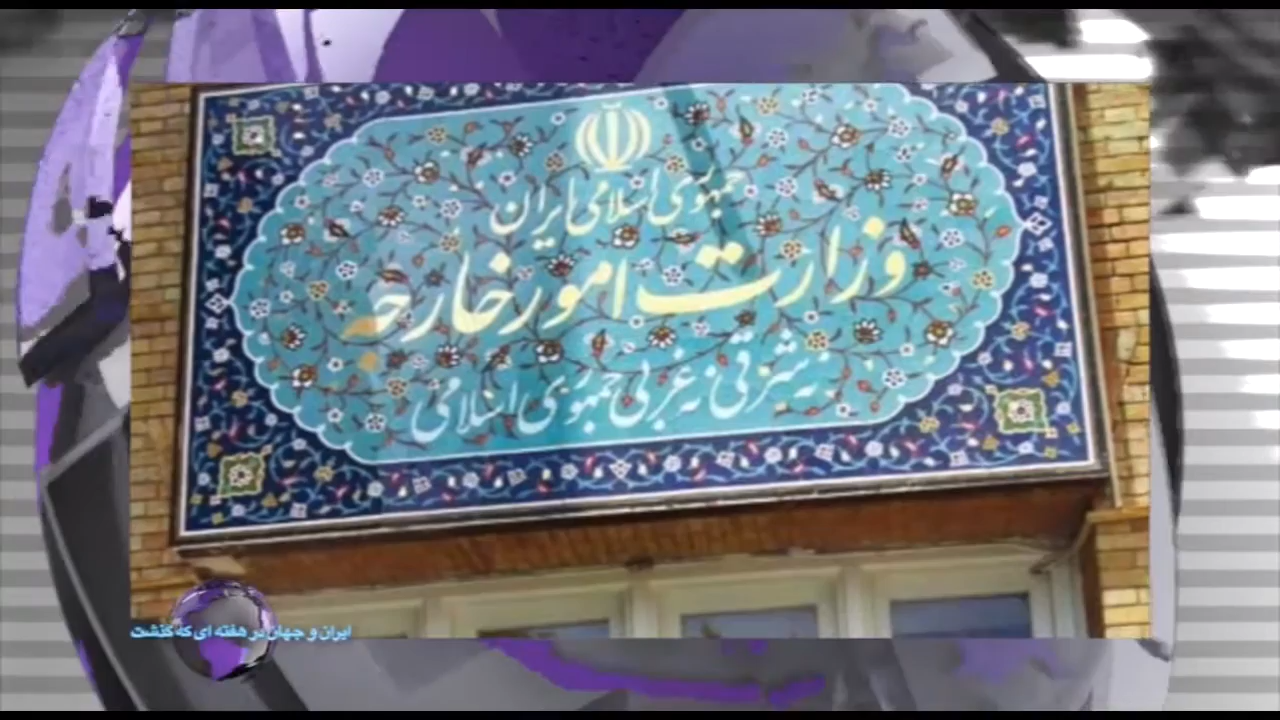 جمهوری اسلامی ایران
وزارت امور خارجه
نه شرقی نه غربی جمهوری اسلامی
ایران و جهان در هفته ای که گذشت